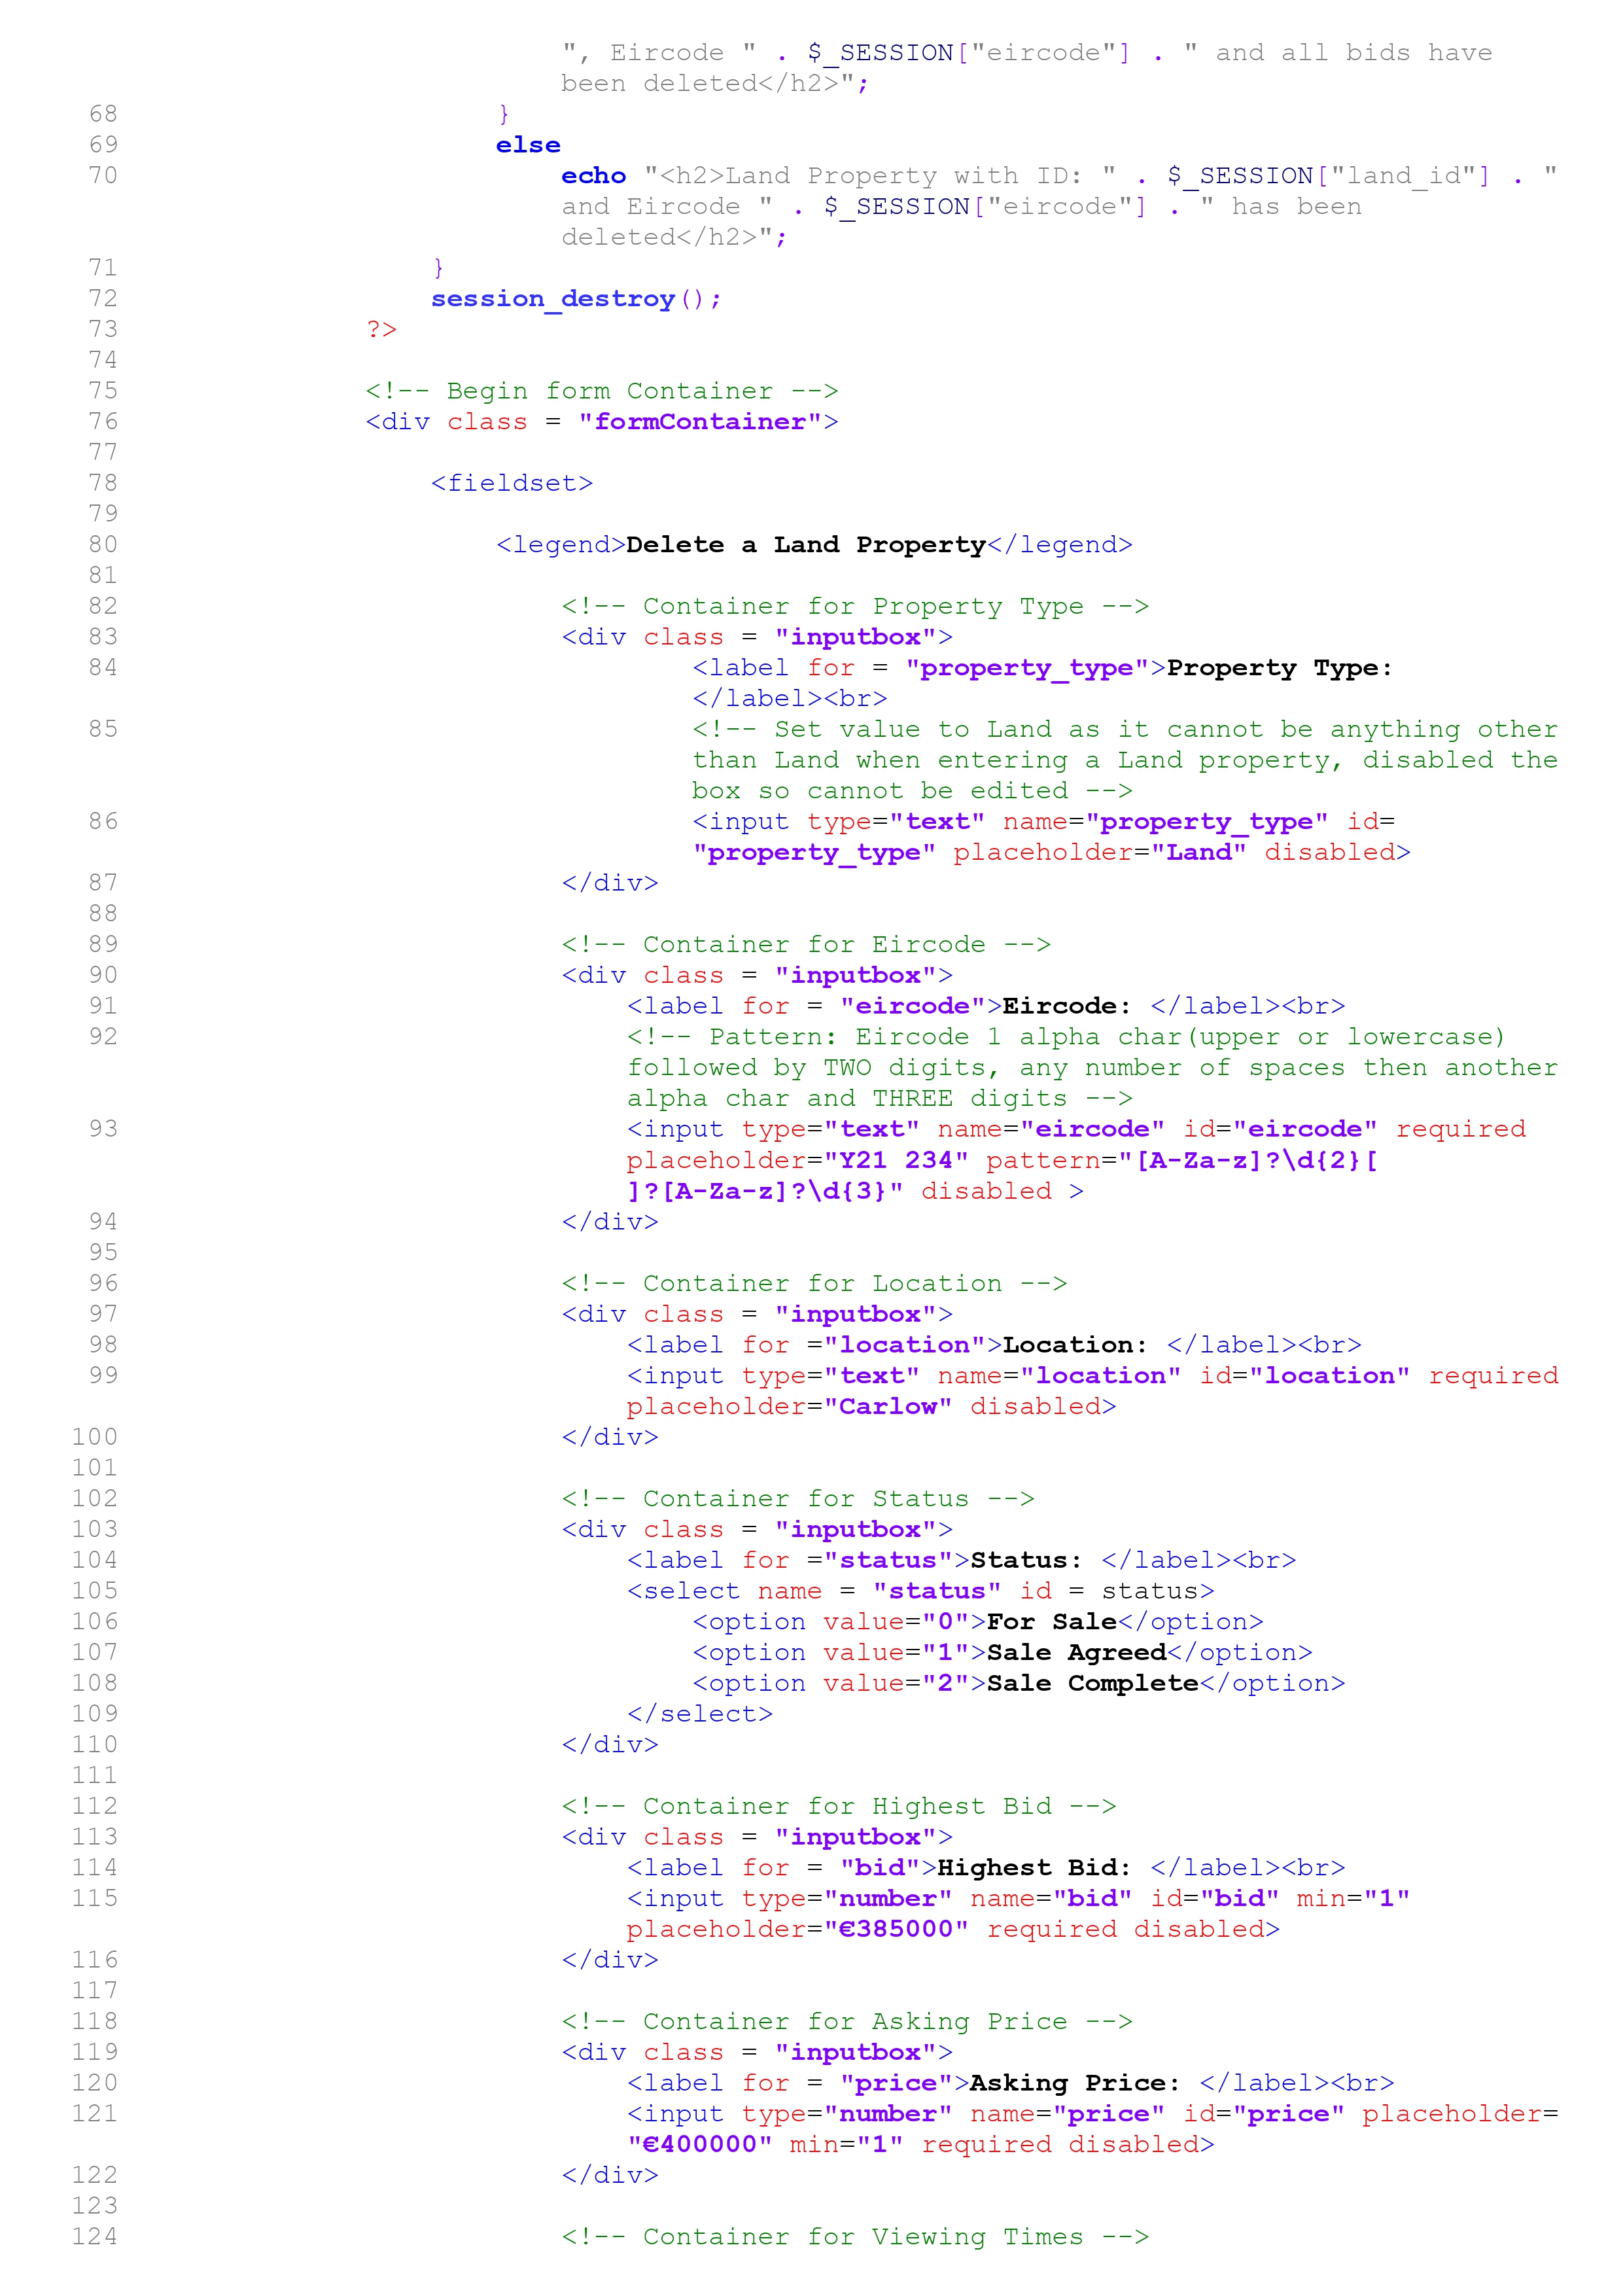 ", Eircode " . $_SESSION["eircode"] . " and all bids have
been deleted</h2>";
68 }
69 else
70 echo "<h2>Land Property with ID: " . $_SESSION["land_id"] . "
and Eircode " . $_SESSION["eircode"] . " has been
deleted</h2>";
71 }
72 session_destroy();
73 ?>
74
75 <!-- Begin form Container -->
76 <div class = "formContainer">
77
78 <fieldset>
79
80 <legend>Delete a Land Property</legend>
81
82 <!-- Container for Property Type -->
83 <div class = "inputbox">
84 <label for = "property_type">Property Type:
</label><br>
85 <!-- Set value to Land as it cannot be anything other
than Land when entering a Land property, disabled the
box so cannot be edited -->
86 <input type="text" name="property_type" id=
"property_type" placeholder="Land" disabled>
87 </div>
88
89 <!-- Container for Eircode -->
90 <div class = "inputbox">
91 <label for = "eircode">Eircode: </label><br>
92 <!-- Pattern: Eircode 1 alpha char(upper or lowercase)
followed by TWO digits, any number of spaces then another
alpha char and THREE digits -->
93 <input type="text" name="eircode" id="eircode" required
placeholder="Y21 234" pattern="[A-Za-z]?\d{2}[
]?[A-Za-z]?\d{3}" disabled >
94 </div>
95
96 <!-- Container for Location -->
97 <div class = "inputbox">
98 <label for ="location">Location: </label><br>
99 <input type="text" name="location" id="location" required
placeholder="Carlow" disabled>
100 </div>
101
102 <!-- Container for Status -->
103 <div class = "inputbox">
104 <label for ="status">Status: </label><br>
105 <select name = "status" id = status>
106 <option value="0">For Sale</option>
107 <option value="1">Sale Agreed</option>
108 <option value="2">Sale Complete</option>
109 </select>
110 </div>
111
112 <!-- Container for Highest Bid -->
113 <div class = "inputbox">
114 <label for = "bid">Highest Bid: </label><br>
115 <input type="number" name="bid" id="bid" min="1"
placeholder="€385000" required disabled>
116 </div>
117
118 <!-- Container for Asking Price -->
119 <div class = "inputbox">
120 <label for = "price">Asking Price: </label><br>
121 <input type="number" name="price" id="price" placeholder=
"€400000" min="1" required disabled>
122 </div>
123
124 <!-- Container for Viewing Times -->